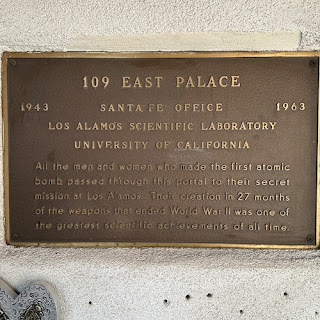 109 EAST PALACE
1943 SANTA FE OFFICE 1963
LOS ALAMOS SCIENTIFIC LABORATORY
UNIVERSITY OF CALIFORNIA
All the men and women who made the first atomic
bomb passed through this portal to their secret
mission at Los Alamos. Their creation in 27 months
of the weapons that ended World War II was one of
the greatest scientific achievements of all time.